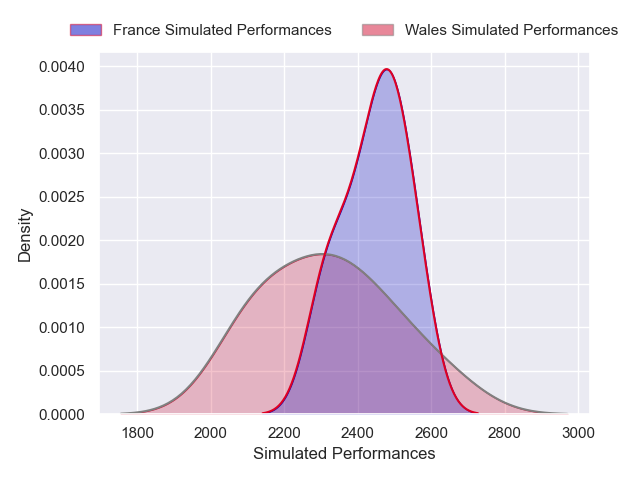 France Simulated Performances
Wales Simulated Performances
0.0040
0.0035
0.0030
0.0025
0.0020
0.0015
0.0010
0.0005
0.0000
Density
1800 2000 2200 2400 2600 2800 3000
Simulated Performances